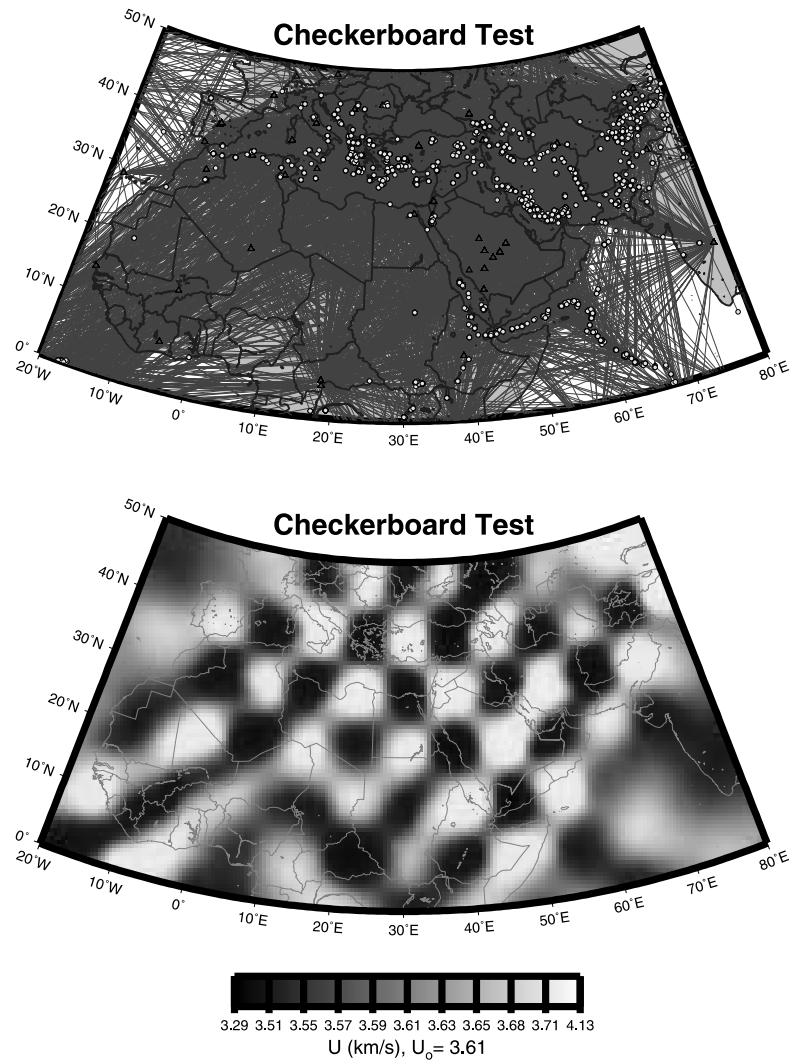 Checkerboard Test
50˚N
40˚N
30˚N
20˚N
10˚N
0˚
20˚W
10˚W
0˚
10˚E
20˚E
30˚E
40˚E
50˚E
60˚E
70˚E
80˚E
Checkerboard Test
50˚N
40˚N
30˚N
20˚N
10˚N
0˚
20˚W
10˚W
0˚
10˚E
20˚E
30˚E
40˚E
50˚E
60˚E
70˚E
80˚E
3.29 3.51 3.55 3.57 3.59 3.61 3.63 3.65 3.68 3.71 4.13
U (km/s), Uo= 3.61